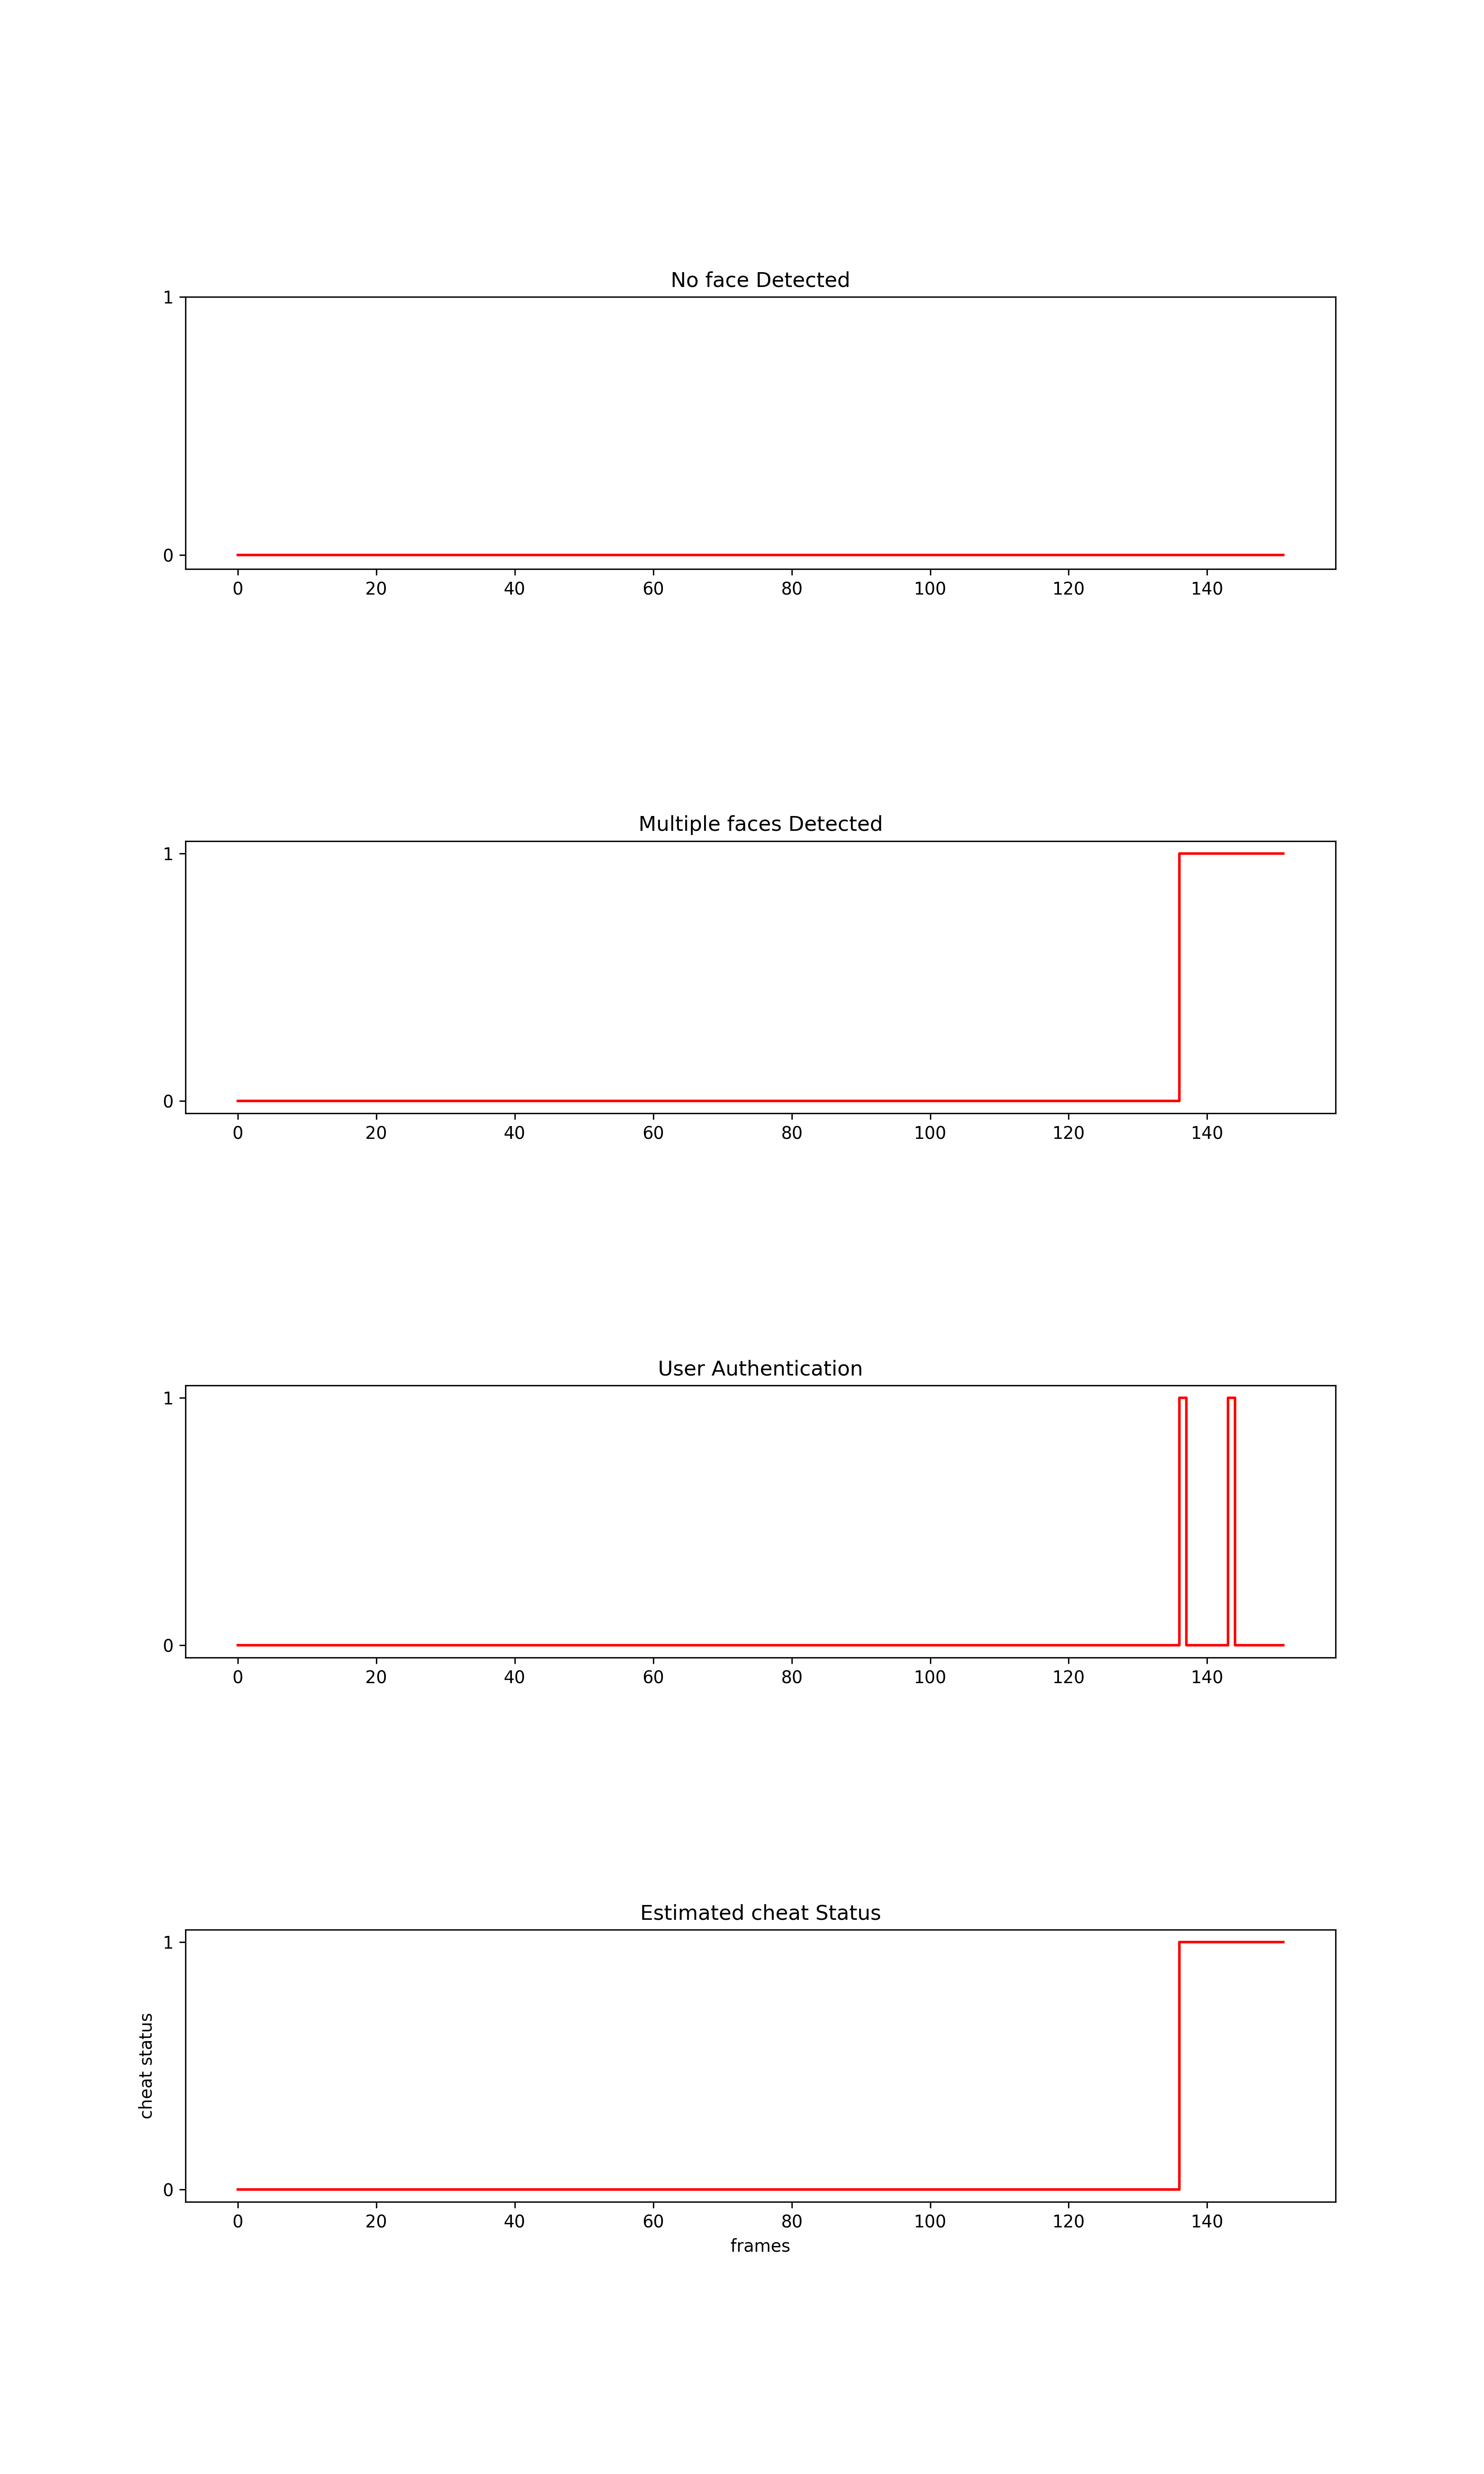 No face Detected
1
0
0 20 40 60 80 100 120 140
Multiple faces Detected
1
0
0 20 40 60 80 100 120 140
User Authentication
1
0
0 20 40 60 80 100 120 140
Estimated cheat Status
1
cheat status
0
0 20 40 60 80 100 120 140
frames